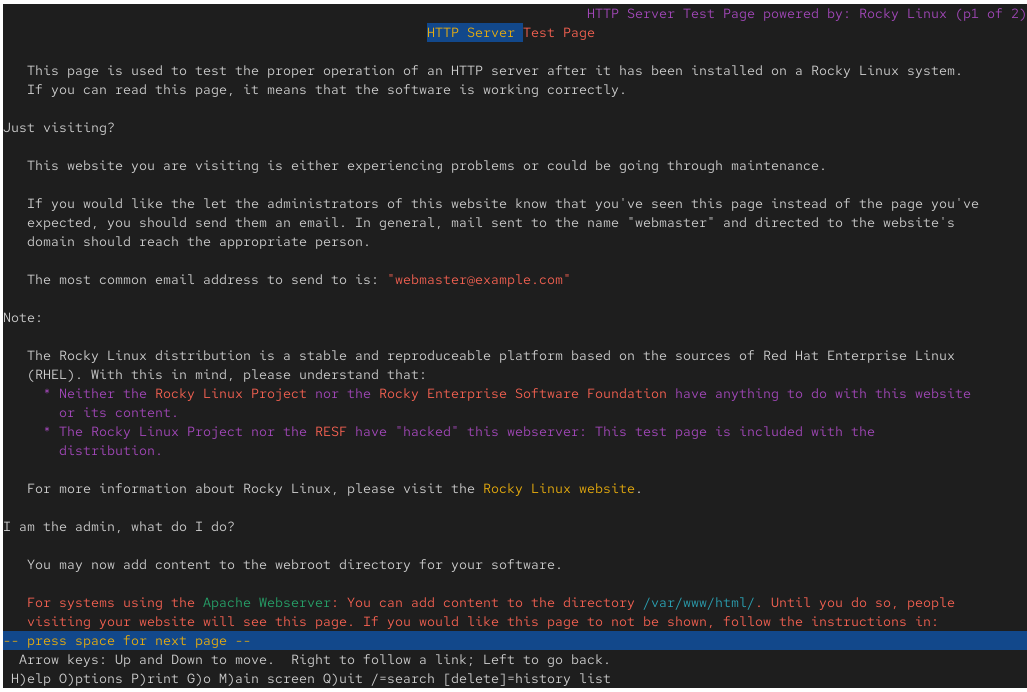 HTTP Server Test Page powered by: Rocky Linux (p1 of 2)
HTTP Server Test Page
This page is used to test the proper operation of an HTTP server after it has been installed on a Rocky Linux system.
If you can read this page, it means that the software is working correctly.
Just visiting?
This website you are visiting is either experiencing problems or could be going through maintenance.
If you would like the let the administrators of this website know that you've seen this page instead of the page you've
expected, you should send them an email. In general, mail sent to the name "webmaster" and directed to the website's
domain should reach the appropriate person.
The most common email address to send to is: "webmaster@example.com"
Note:
The Rocky Linux distribution is a stable and reproduceable platform based on the sources of Red Hat Enterprise Linux
(RHEL). With this in mind, please understand that:
* Neither the Rocky Linux Project nor the Rocky Enterprise Software Foundation have anything to do with this website
or its content.
* The Rocky Linux Project nor the RESF have "hacked" this webserver: This test page is included with the
distribution.
For more information about Rocky Linux, please visit the Rocky Linux website.
I am the admin, what do I do?
You may now add content to the webroot directory for your software.
For systems using the Apache Webserver: You can add content to the directory /var/www/html/. Until you do so, people
visiting your website will see this page. If you would like this page to not be shown, follow the instructions in:
-- press space for next page --
Arrow keys: Up and Down to move.  Right to follow a link; Left to go back.
H)elp O)ptions P)rint G)o M)ain screen Q)uit /=search [delete]=history list